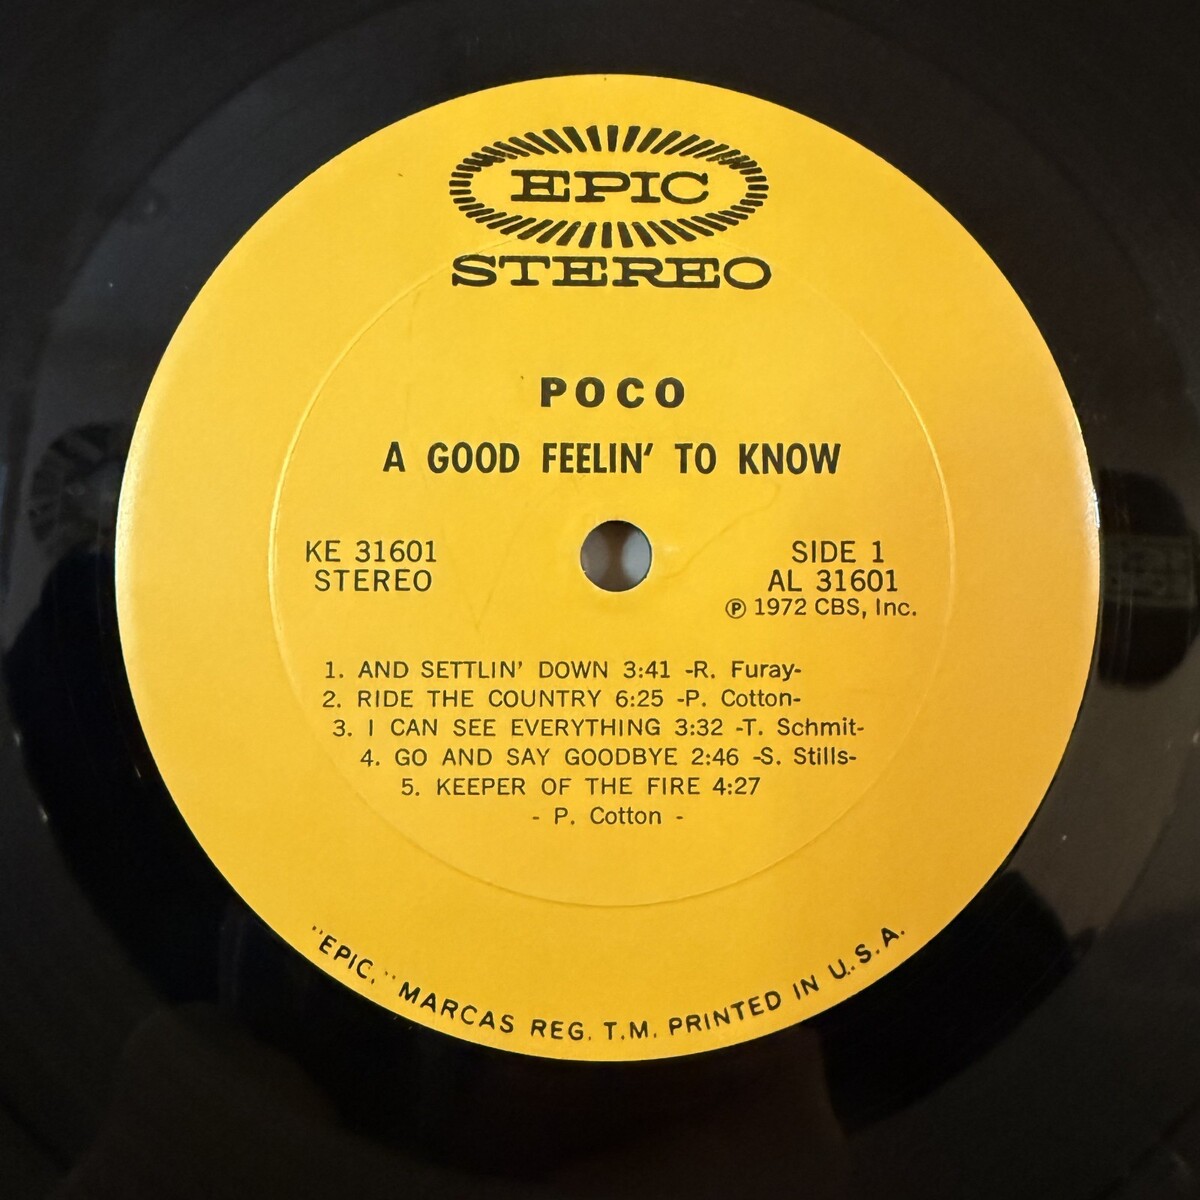 EPIC
STEREO
POCO
A GOOD FEELIN' TO KNOW
KE 31601
STEREO
SIDE 1
AL 31601
Ⓟ 1972 CBS, Inc.
1. AND SETTLIN' DOWN 3:41 -R. Furay-
2. RIDE THE COUNTRY 6:25 -P. Cotton-
3. I CAN SEE EVERYTHING 3:32 -T. Schmit-
4. GO AND SAY GOODBYE 2:46 -S. Stills-
5. KEEPER OF THE FIRE 4:27
- P. Cotton -
"EPIC," MARCAS REG. T.M. PRINTED IN U.S.A.